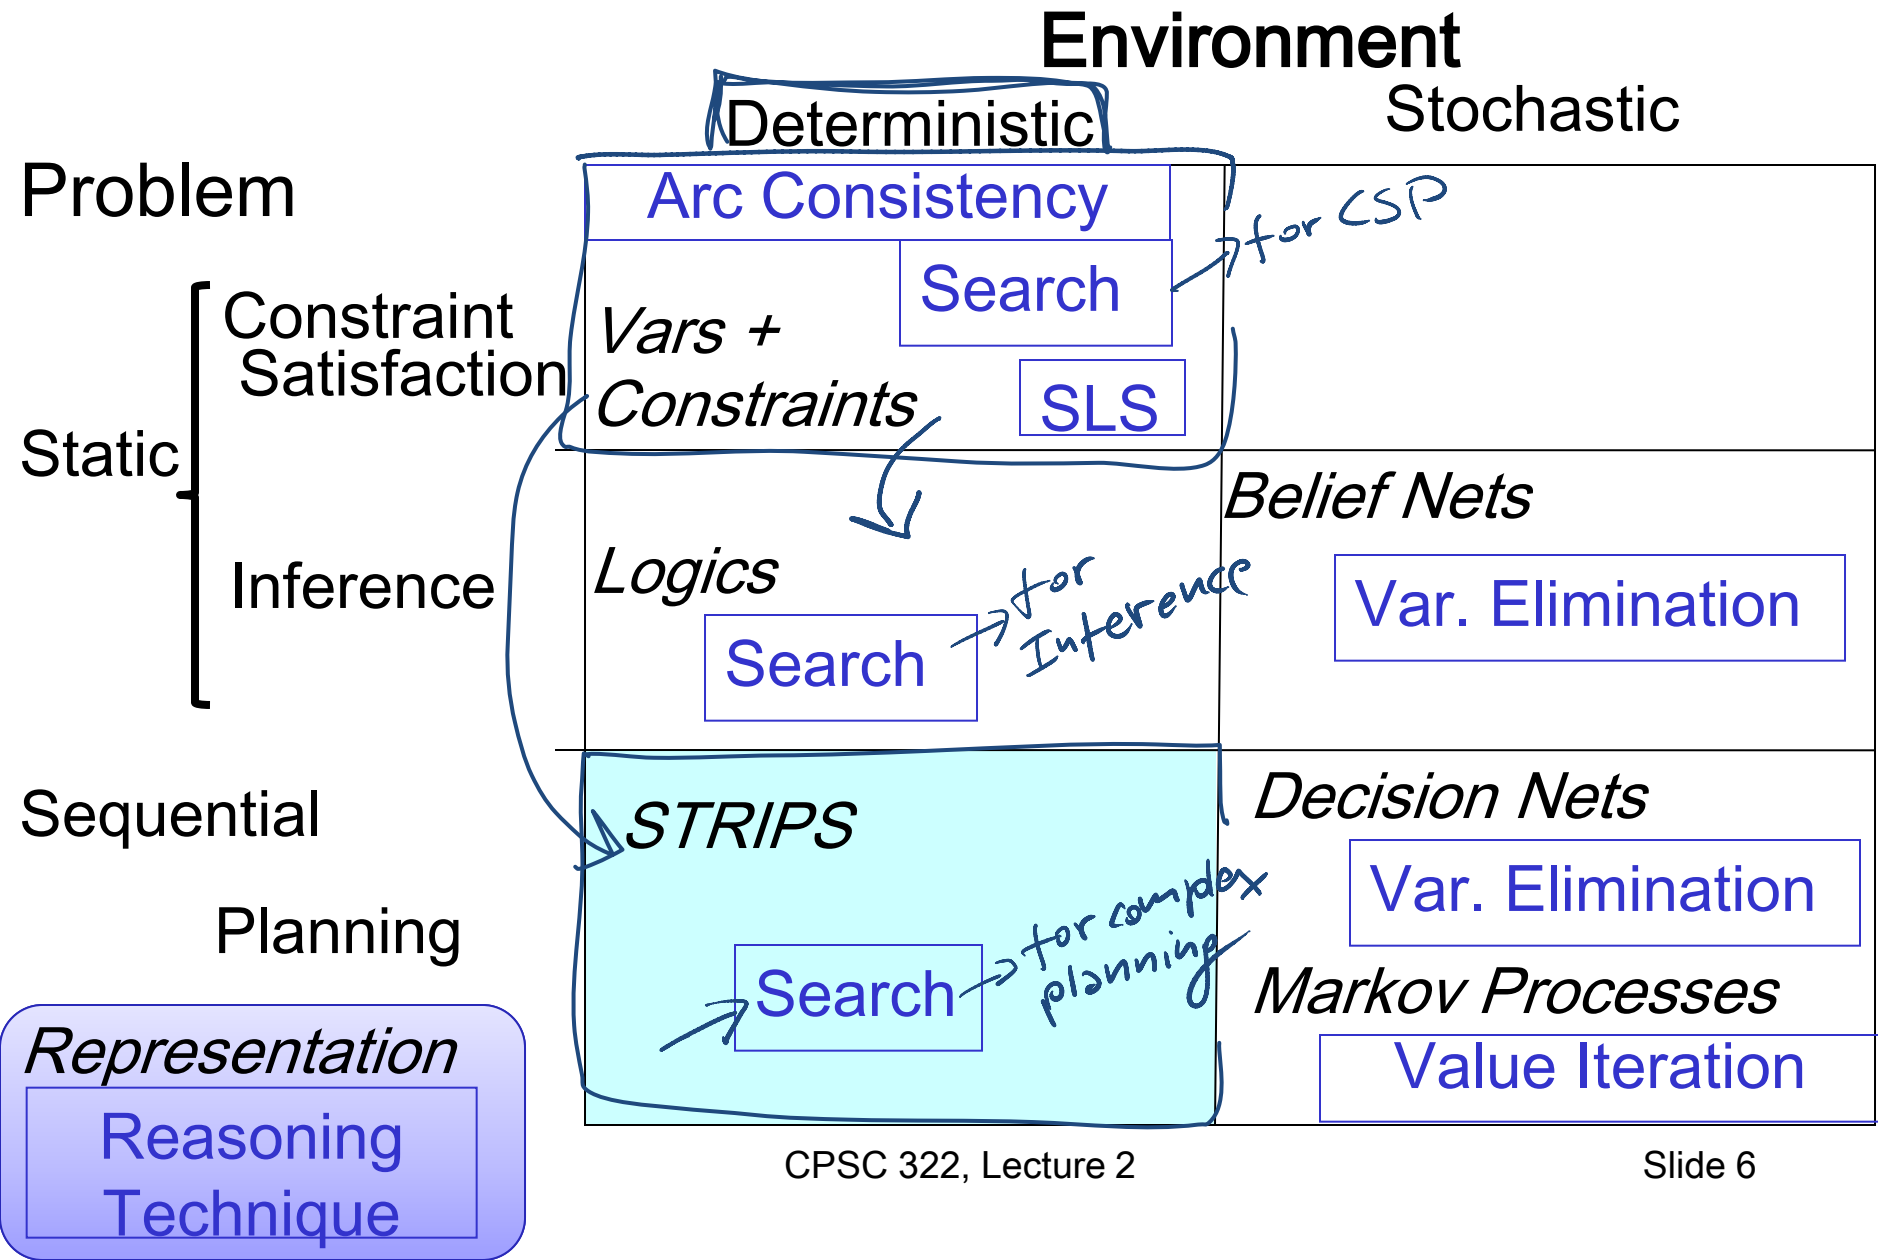 Environment
Deterministic
Stochastic
Problem
Arc Consistency
Search
for CSP
Constraint
Satisfaction
Vars +
Constraints
SLS
Static
Belief Nets
Inference
Logics
for
Inference
Search
Var. Elimination
Sequential
STRIPS
Decision Nets
Var. Elimination
Planning
Search
for complex
planning
Markov Processes
Value Iteration
Representation
Reasoning
Technique
CPSC 322, Lecture 2
Slide 6